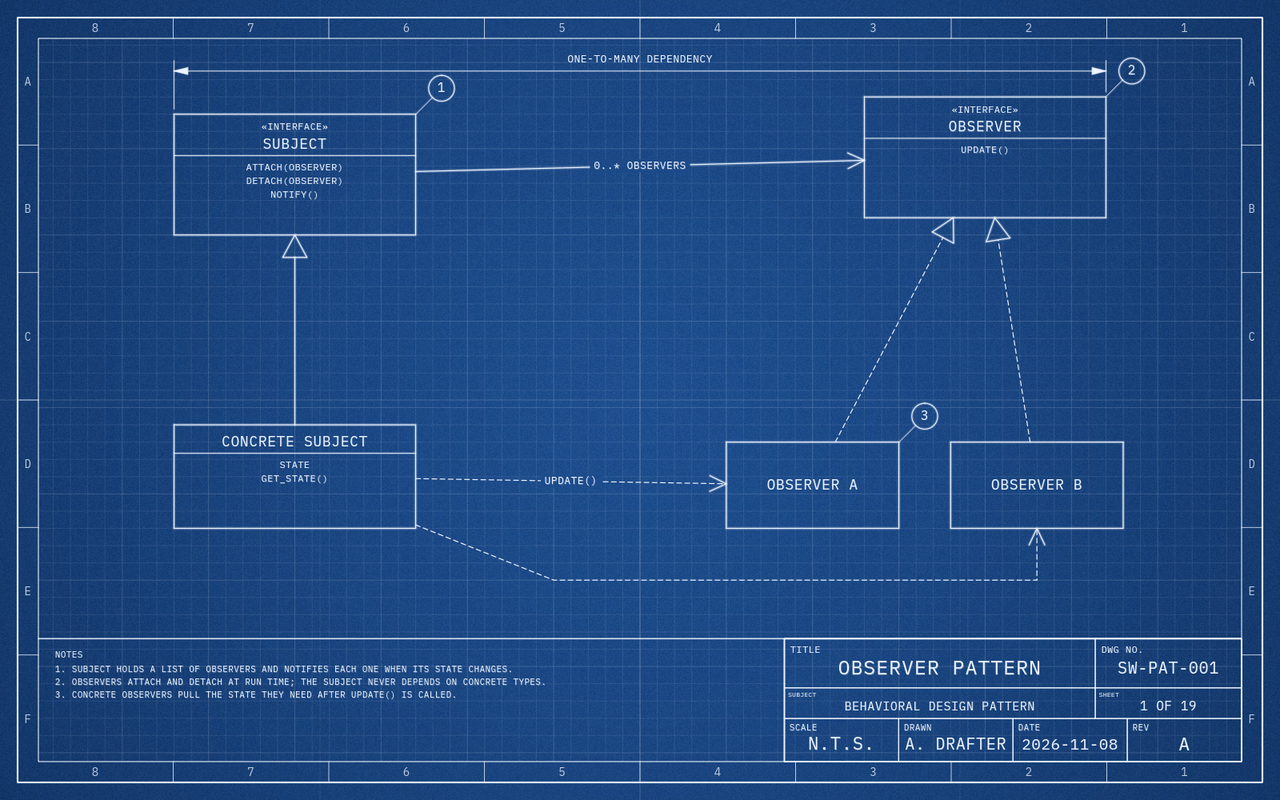 8 7 6 5 4 3 2 1
ONE-TO-MANY DEPENDENCY
A A
1
2
«INTERFACE»
SUBJECT
ATTACH(OBSERVER)
DETACH(OBSERVER)
NOTIFY()
0..* OBSERVERS
«INTERFACE»
OBSERVER
UPDATE()
B B
C C
3
CONCRETE SUBJECT
STATE
GET_STATE()
UPDATE()
OBSERVER A
OBSERVER B
D D
E E
NOTES
1. SUBJECT HOLDS A LIST OF OBSERVERS AND NOTIFIES EACH ONE WHEN ITS STATE CHANGES.
2. OBSERVERS ATTACH AND DETACH AT RUN TIME; THE SUBJECT NEVER DEPENDS ON CONCRETE TYPES.
3. CONCRETE OBSERVERS PULL THE STATE THEY NEED AFTER UPDATE() IS CALLED.
TITLE
OBSERVER PATTERN
DWG NO.
SW-PAT-001
SUBJECT
BEHAVIORAL DESIGN PATTERN
SHEET
1 OF 19
F F
SCALE
N.T.S.
DRAWN
A. DRAFTER
DATE
2026-11-08
REV
A
8 7 6 5 4 3 2 1